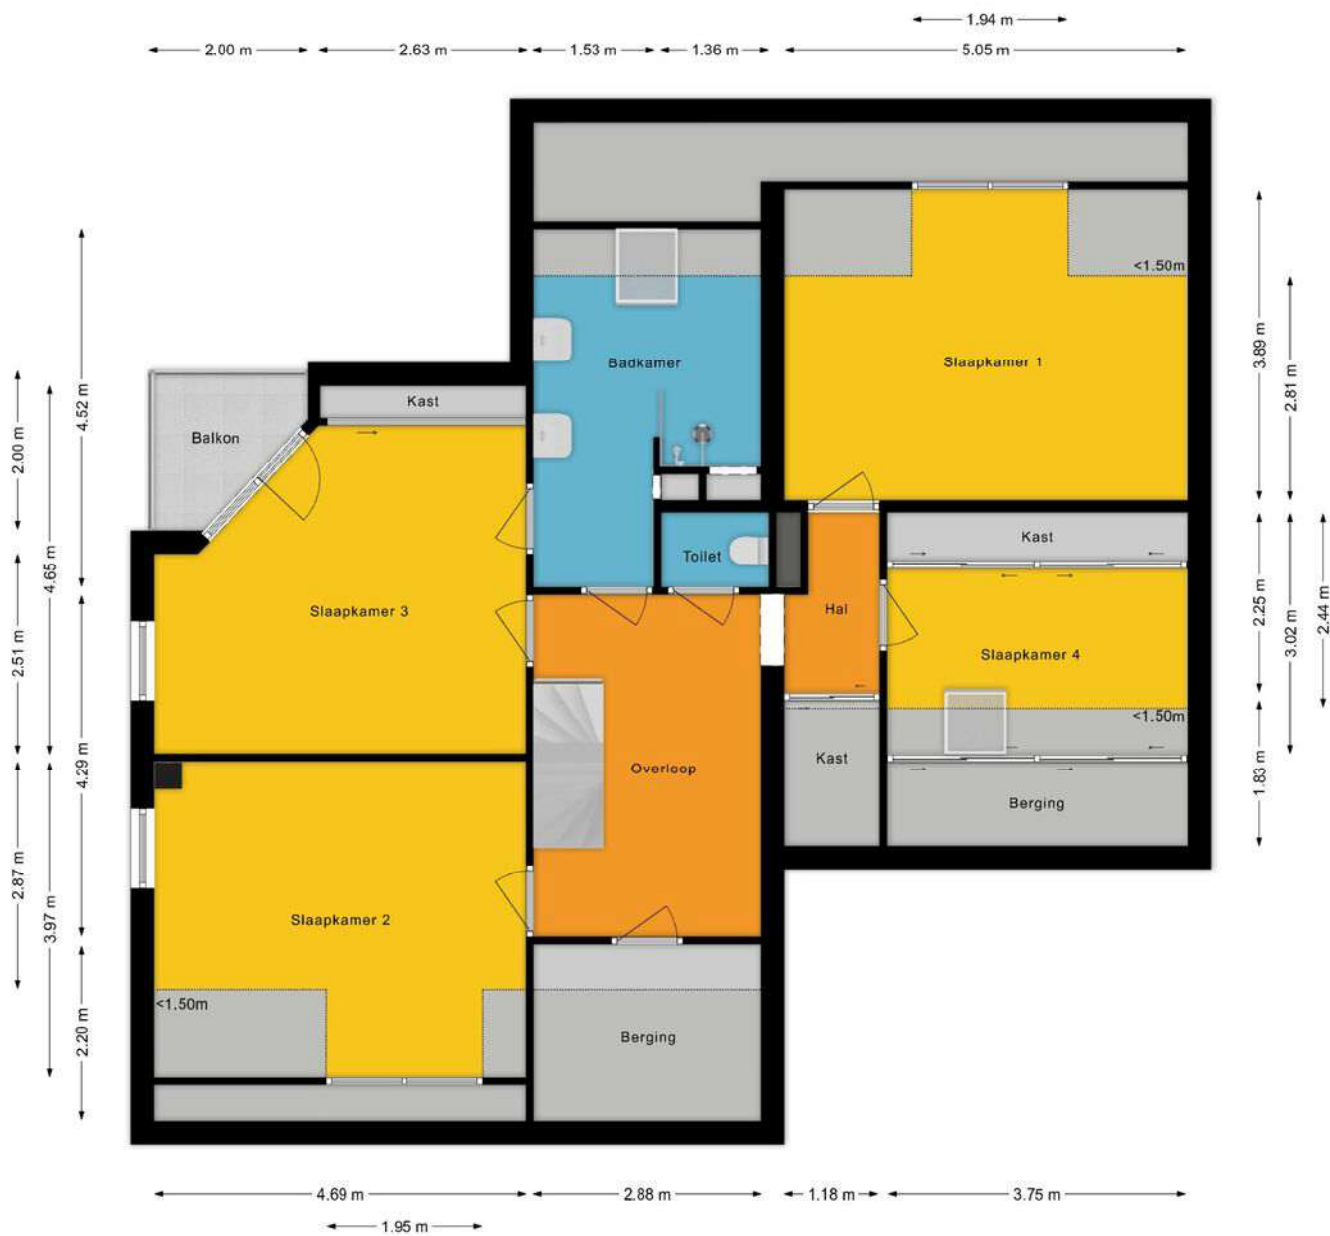 1.94 m
2.00 m
2.63 m
1.53 m
1.36 m
5.05 m
<1.50m
Slaapkamer 1
Badkamer
Kast
Balkon
Toilet
Kast
Hal
Slaapkamer 3
Slaapkamer 4
<1.50m
Kast
Overloop
Berging
Slaapkamer 2
<1.50m
Berging
2.00 m
2.51 m
2.87 m
4.65 m
3.97 m
4.52 m
4.29 m
2.20 m
3.89 m
2.25 m
1.83 m
2.81 m
3.02 m
2.44 m
4.69 m
2.88 m
1.18 m
3.75 m
1.95 m